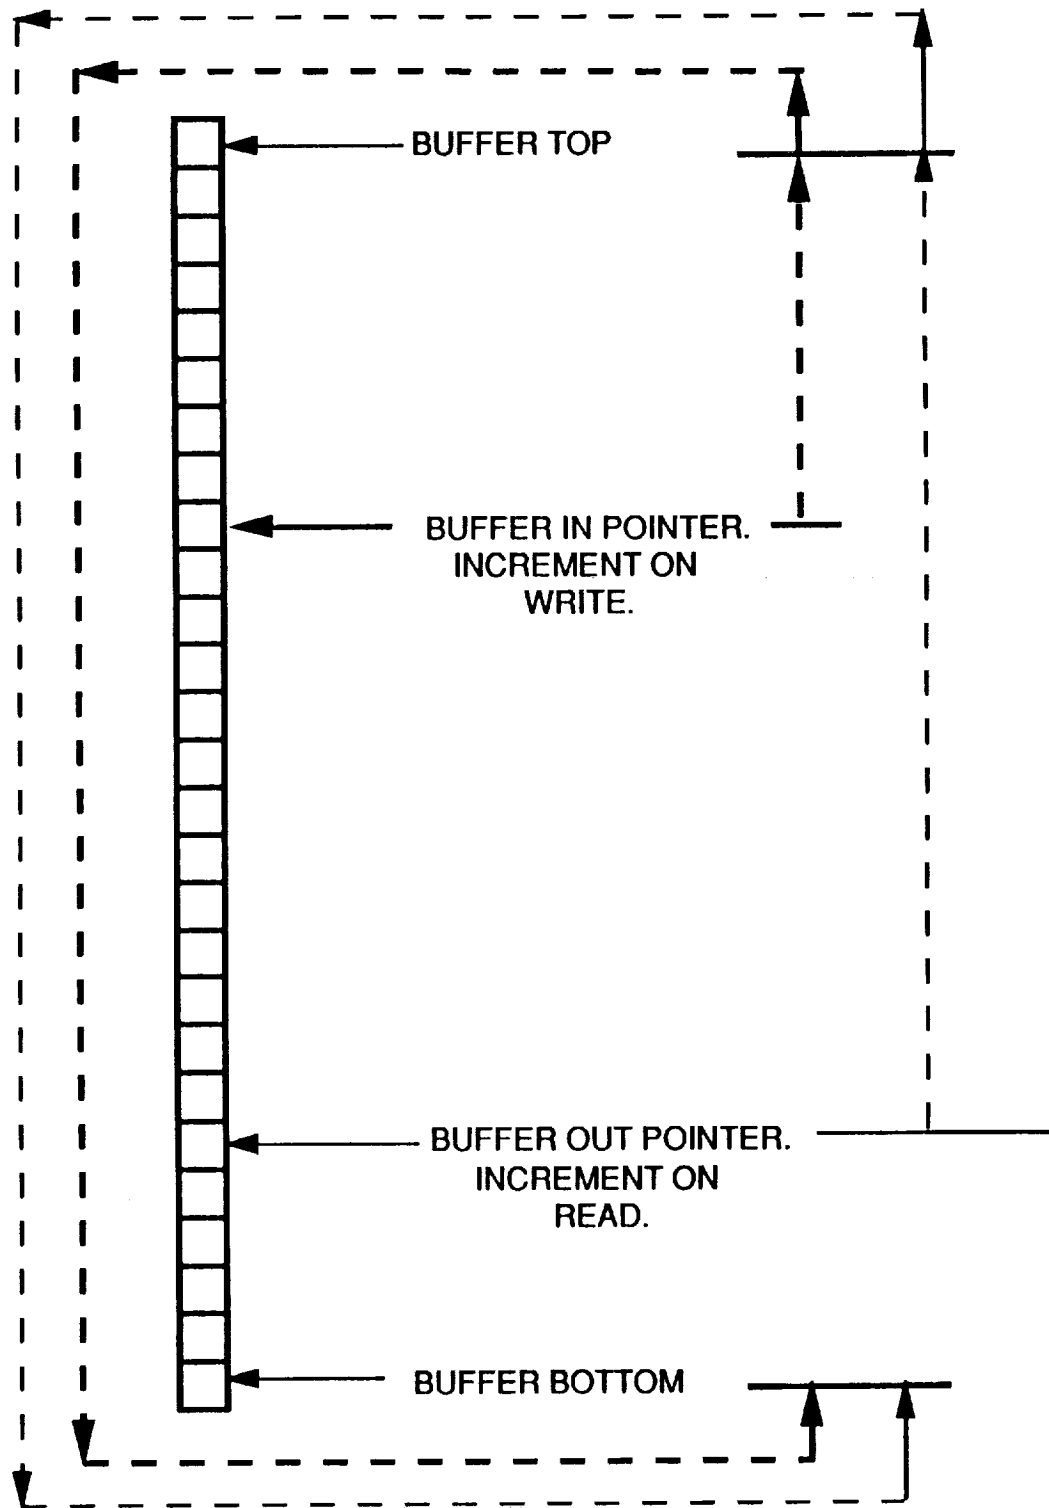 BUFFER TOP
BUFFER IN POINTER.
INCREMENT ON
WRITE.
BUFFER OUT POINTER.
INCREMENT ON
READ.
BUFFER BOTTOM